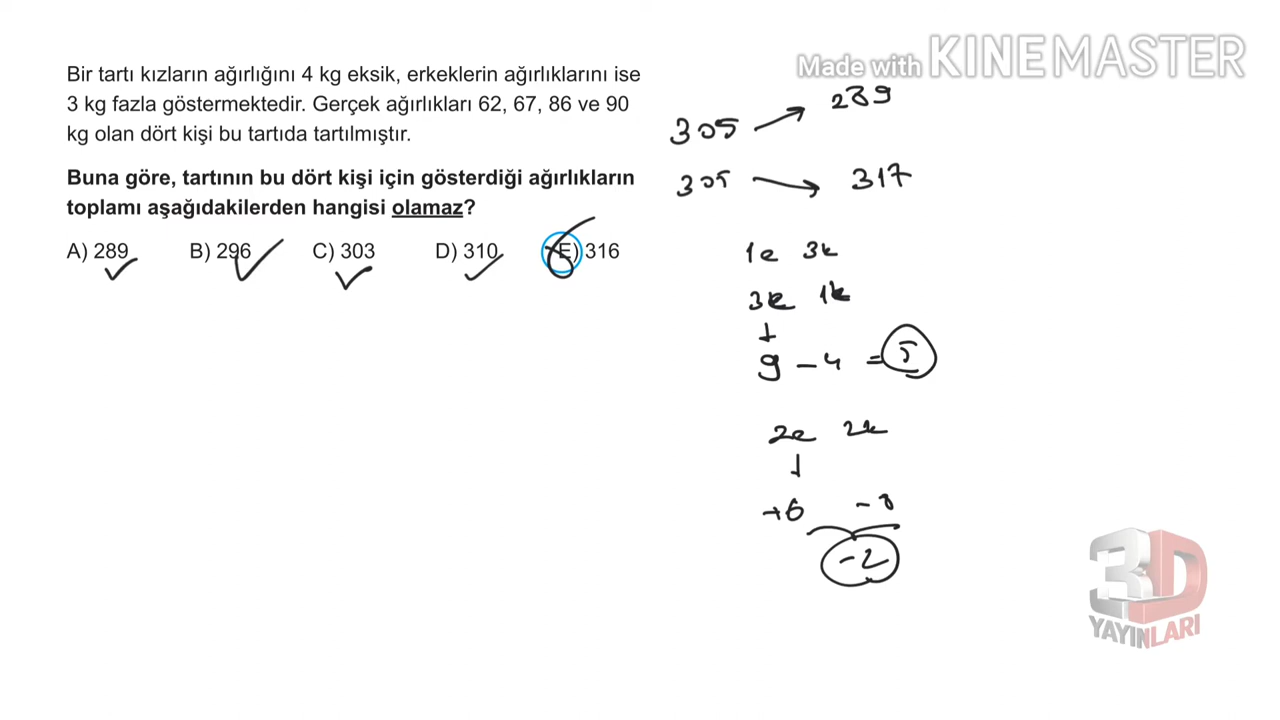 Made with KINEMASTER
Bir tartı kızların ağırlığını 4 kg eksik, erkeklerin ağırlıklarını ise
3 kg fazla göstermektedir. Gerçek ağırlıkları 62, 67, 86 ve 90
kg olan dört kişi bu tartıda tartılmıştır.
Buna göre, tartının bu dört kişi için gösterdiği ağırlıkların
toplamı aşağıdakilerden hangisi olamaz?
A) 289 B) 296 C) 303 D) 310 E) 316
305 → 289
305 → 317
1e 3k
3e 1k
9 - 4 = 5
2e 2k
+6 -8
-2
3D
YAYINLARI